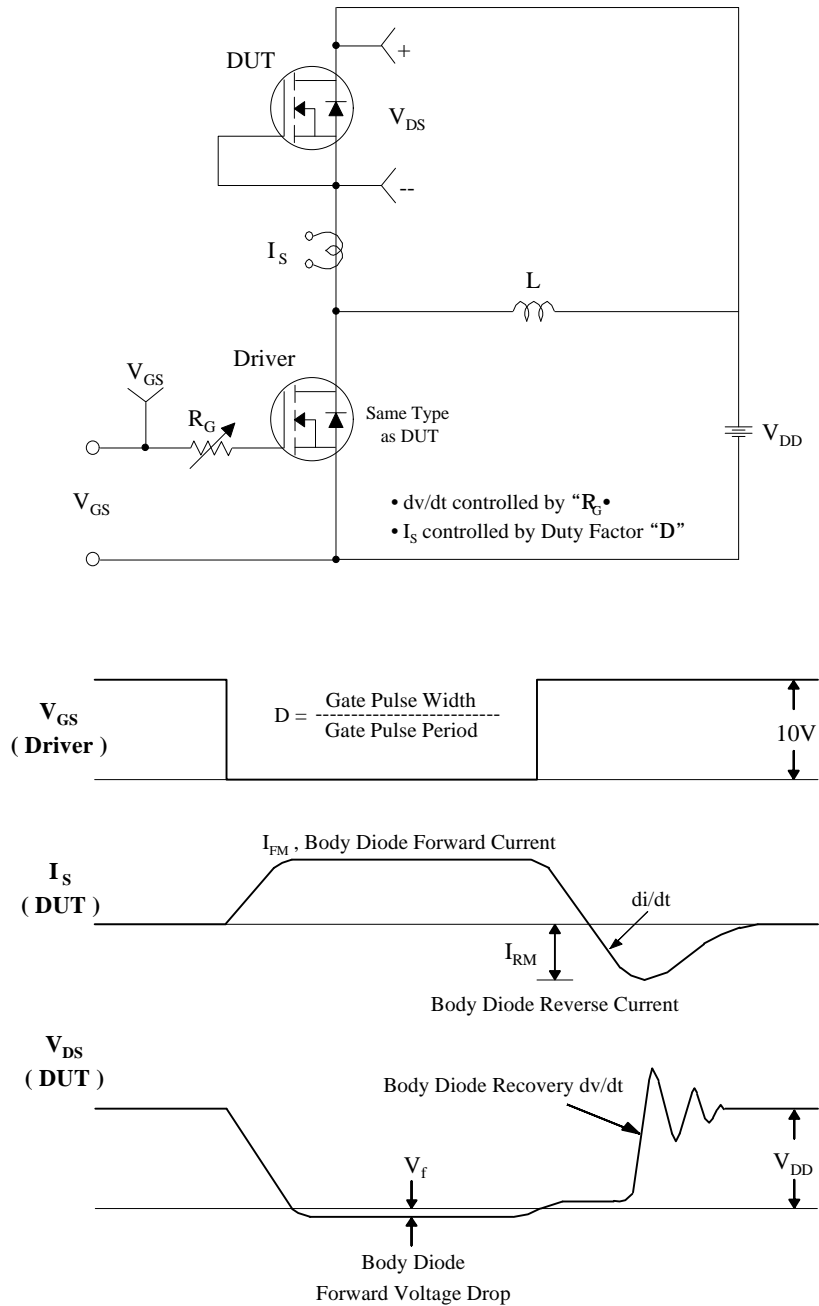 DUT
+
V_DS
--
I_S
L
Driver
V_GS
R_G
Same Type
as DUT
V_DD
V_GS
• dv/dt controlled by “R_G•
• I_S controlled by Duty Factor “D”
V_GS
( Driver )
D = Gate Pulse Width
--------------------------
Gate Pulse Period
10V
I_FM , Body Diode Forward Current
I_S
( DUT )
di/dt
I_RM
Body Diode Reverse Current
V_DS
( DUT )
Body Diode Recovery dv/dt
V_f
V_DD
Body Diode
Forward Voltage Drop